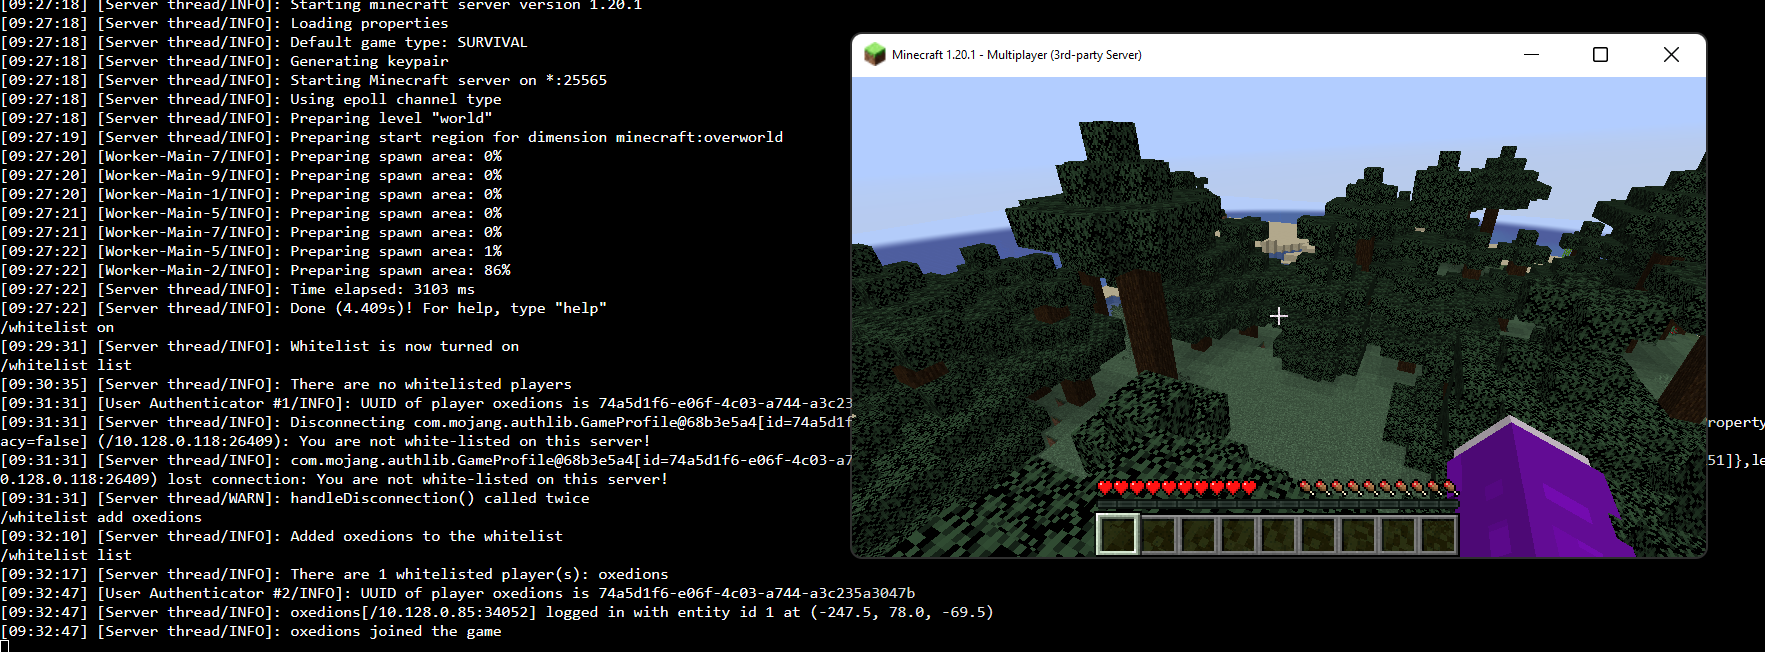 [09:27:18] [Server thread/INFO]: Starting minecraft server version 1.20.1
[09:27:18] [Server thread/INFO]: Loading properties
[09:27:18] [Server thread/INFO]: Default game type: SURVIVAL
[09:27:18] [Server thread/INFO]: Generating keypair
[09:27:18] [Server thread/INFO]: Starting Minecraft server on *:25565
[09:27:18] [Server thread/INFO]: Using epoll channel type
[09:27:18] [Server thread/INFO]: Preparing level "world"
[09:27:19] [Server thread/INFO]: Preparing start region for dimension minecraft:overworld
[09:27:20] [Worker-Main-7/INFO]: Preparing spawn area: 0%
[09:27:20] [Worker-Main-9/INFO]: Preparing spawn area: 0%
[09:27:20] [Worker-Main-1/INFO]: Preparing spawn area: 0%
[09:27:21] [Worker-Main-5/INFO]: Preparing spawn area: 0%
[09:27:21] [Worker-Main-7/INFO]: Preparing spawn area: 0%
[09:27:22] [Worker-Main-5/INFO]: Preparing spawn area: 1%
[09:27:22] [Worker-Main-2/INFO]: Preparing spawn area: 86%
[09:27:22] [Server thread/INFO]: Time elapsed: 3103 ms
[09:27:22] [Server thread/INFO]: Done (4.409s)! For help, type "help"
/whitelist on
[09:29:31] [Server thread/INFO]: Whitelist is now turned on
/whitelist list
[09:30:35] [Server thread/INFO]: There are no whitelisted players
[09:31:31] [User Authenticator #1/INFO]: UUID of player oxedions is 74a5d1f6-e06f-4c03-a744-a3c23
[09:31:31] [Server thread/INFO]: Disconnecting com.mojang.authlib.GameProfile@68b3e5a4[id=74a5d1f roperty
acy=false] (/10.128.0.118:26409): You are not white-listed on this server!
[09:31:31] [Server thread/INFO]: com.mojang.authlib.GameProfile@68b3e5a4[id=74a5d1f6-e06f-4c03-a7 51]},le
0.128.0.118:26409) lost connection: You are not white-listed on this server!
[09:31:31] [Server thread/WARN]: handleDisconnection() called twice
/whitelist add oxedions
[09:32:10] [Server thread/INFO]: Added oxedions to the whitelist
/whitelist list
[09:32:17] [Server thread/INFO]: There are 1 whitelisted player(s): oxedions
[09:32:47] [User Authenticator #2/INFO]: UUID of player oxedions is 74a5d1f6-e06f-4c03-a744-a3c235a3047b
[09:32:47] [Server thread/INFO]: oxedions[/10.128.0.85:34052] logged in with entity id 1 at (-247.5, 78.0, -69.5)
[09:32:47] [Server thread/INFO]: oxedions joined the game
Minecraft 1.20.1 - Multiplayer (3rd-party Server)